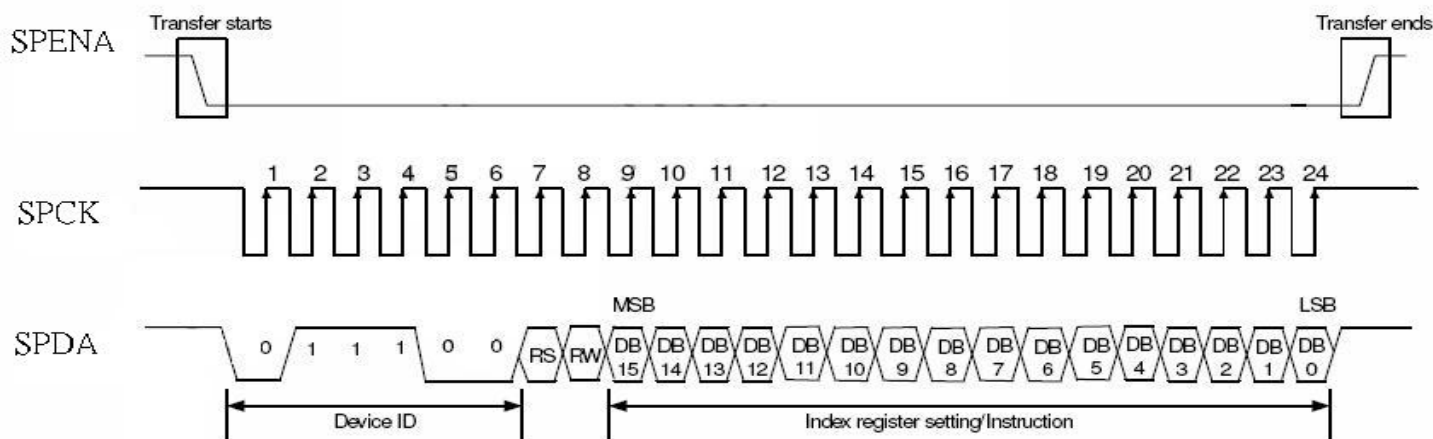 Transfer starts Transfer ends
SPENA
1 2 3 4 5 6 7 8 9 10 11 12 13 14 15 16 17 18 19 20 21 22 23 24
SPCK
MSB LSB
SPDA 0 1 1 1 0 0 RS RW DB 15 DB 14 DB 13 DB 12 DB 11 DB 10 DB 9 DB 8 DB 7 DB 6 DB 5 DB 4 DB 3 DB 2 DB 1 DB 0
Device ID Index register setting/Instruction